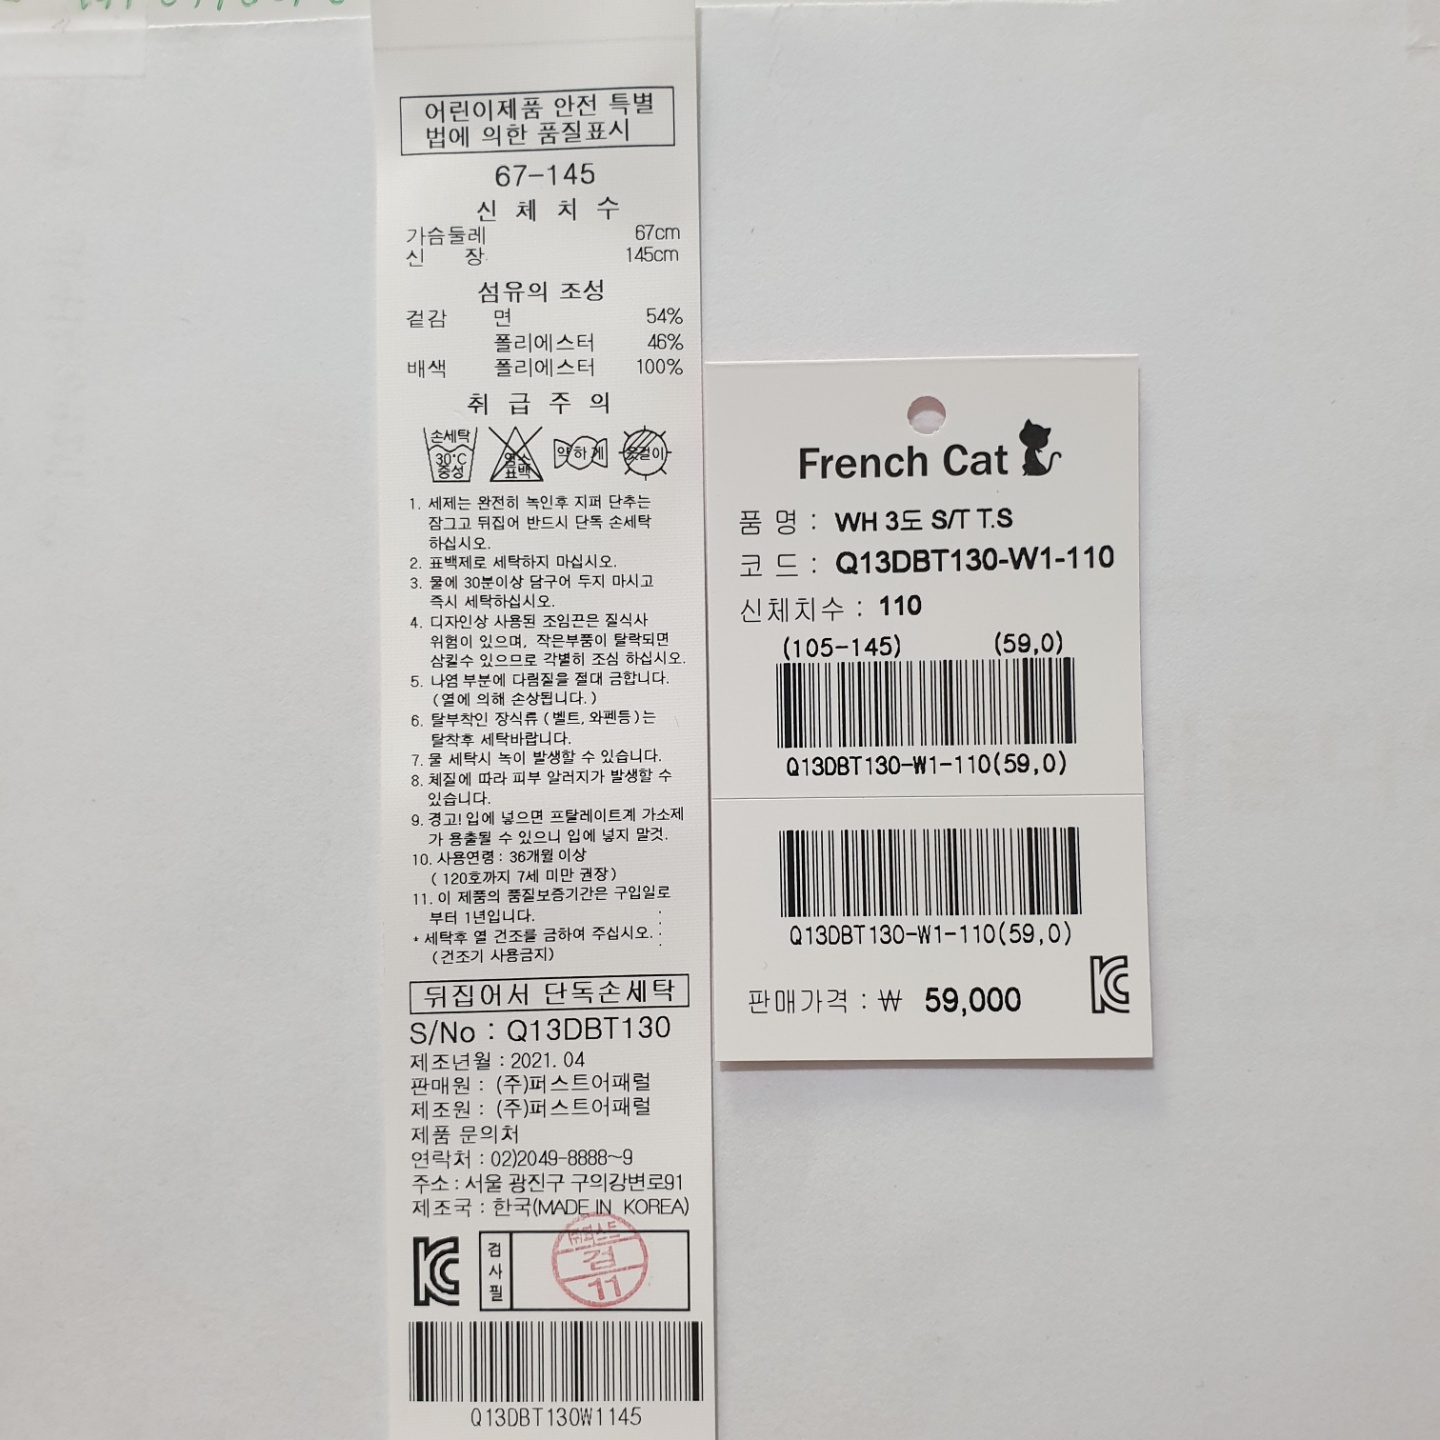 어린이제품 안전 특별
법에 의한 품질표시
67-145
신 체 치 수
가슴둘레 67cm
신 장 145cm
섬유의 조성
겉감 면 54%
폴리에스터 46%
배색 폴리에스터 100%
취 급 주 의
손세탁
30°C
중성
염소
표백
약하게
옷걸이
1. 세제는 완전히 녹인후 지퍼 단추는
잠그고 뒤집어 반드시 단독 손세탁
하십시오.
2. 표백제로 세탁하지 마십시오.
3. 물에 30분이상 담구어 두지 마시고
즉시 세탁하십시오.
4. 디자인상 사용된 조임끈은 질식사
위험이 있으며, 작은부품이 탈락되면
삼킬수 있으므로 각별히 조심 하십시오.
5. 나염 부분에 다림질을 절대 금합니다.
(열에 의해 손상됩니다.)
6. 탈부착인 장식류 (벨트, 와펜등)는
탈착후 세탁바랍니다.
7. 물 세탁시 녹이 발생할 수 있습니다.
8. 체질에 따라 피부 알러지가 발생할 수
있습니다.
9. 경고! 입에 넣으면 프탈레이트계 가소제
가 용출될 수 있으니 입에 넣지 말것.
10. 사용연령 : 36개월 이상
( 120호까지 7세 미만 권장)
11. 이 제품의 품질보증기간은 구입일로
부터 1년입니다.
* 세탁후 열 건조를 금하여 주십시오.
(건조기 사용금지)
뒤집어서 단독손세탁
S/No : Q13DBT130
제조년월 : 2021. 04
판매원 : (주)퍼스트어패럴
제조원 : (주)퍼스트어패럴
제품 문의처
연락처 : 02)2049-8888~9
주소 : 서울 광진구 구의강변로91
제조국 : 한국(MADE IN KOREA)
검사필
검
11
Q13DBT130W1145
French Cat
품 명 : WH 3도 S/T T.S
코 드 : Q13DBT130-W1-110
신체치수 : 110
(105-145) (59,0)
Q13DBT130-W1-110(59,0)
Q13DBT130-W1-110(59,0)
판매가격 : ₩ 59,000